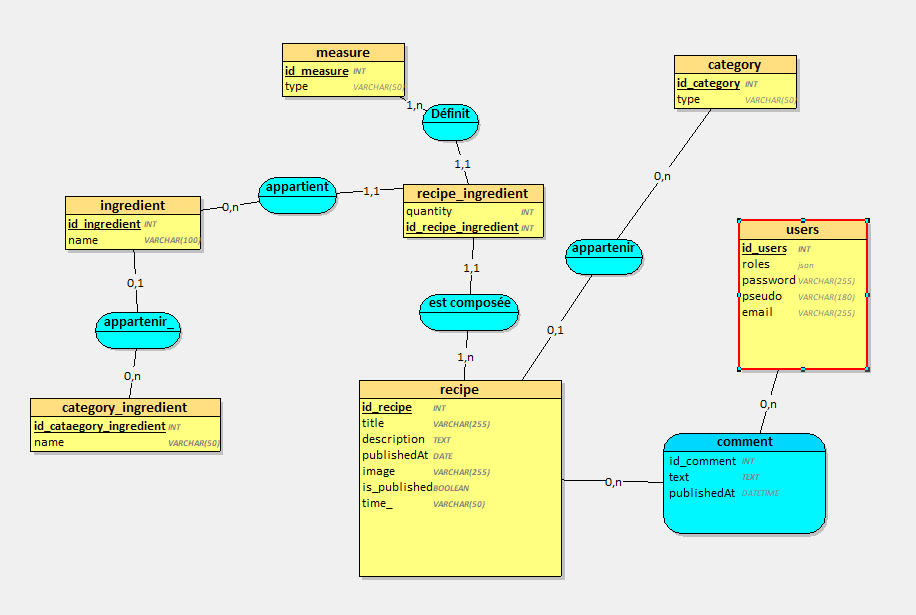 measure
id_measure INT
type VARCHAR(50)
1,n
Définit
1,1
category
id_category INT
type VARCHAR(50)
0,n
appartenir
0,1
ingredient
id_ingredient INT
name VARCHAR(100)
0,n
appartient
1,1
recipe_ingredient
quantity INT
id_recipe_ingredient INT
1,1
est composée
1,n
users
id_users INT
roles json
password VARCHAR(255)
pseudo VARCHAR(180)
email VARCHAR(255)
0,n
0,1
appartenir_
0,n
category_ingredient
id_cataegory_ingredient INT
name VARCHAR(50)
recipe
id_recipe INT
title VARCHAR(255)
description TEXT
publishedAt DATE
image VARCHAR(255)
is_published BOOLEAN
time_ VARCHAR(50)
0,n
comment
id_comment INT
text TEXT
publishedAt DATETIME